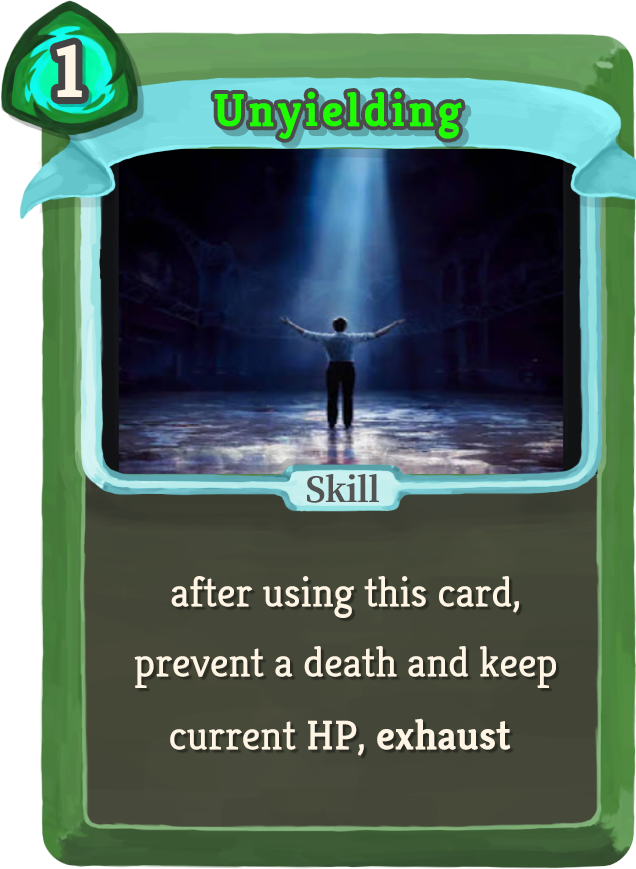 1
Unyielding
Skill
after using this card,
prevent a death and keep
current HP, exhaust